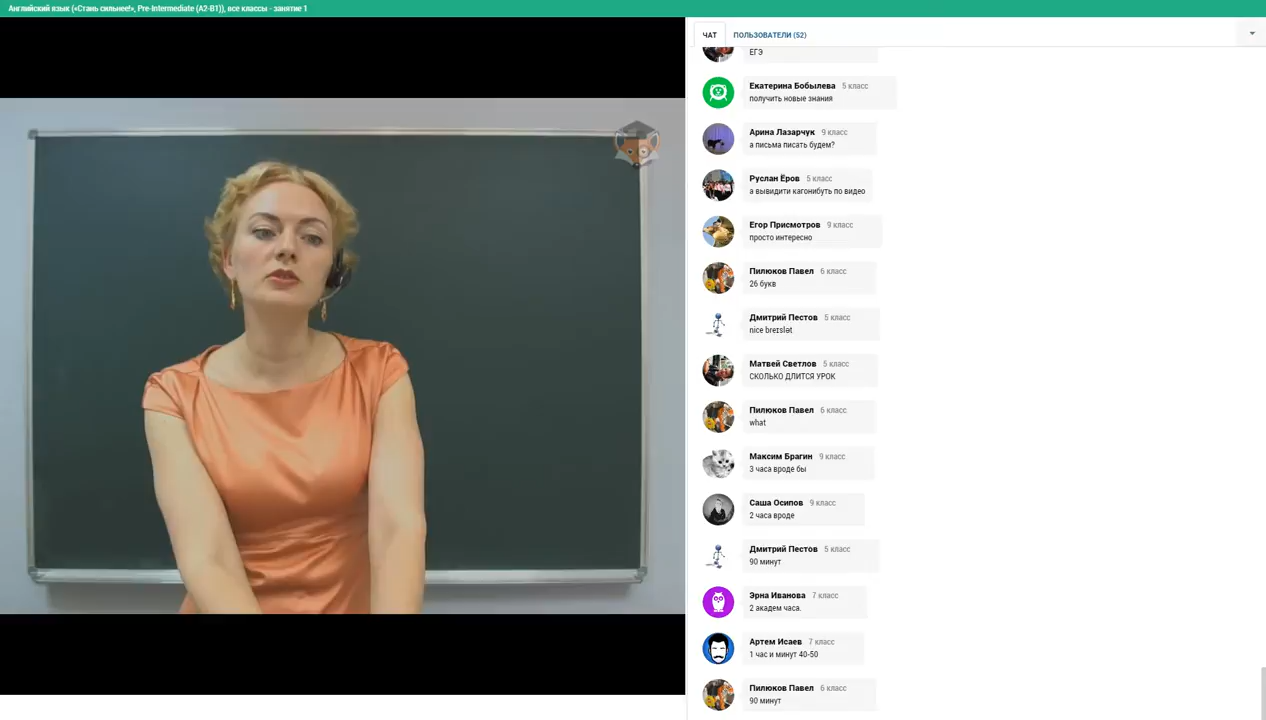 Английский язык («Стань сильнее!», Pre-Intermediate (A2-B1)), все классы - занятие 1
ЧАТ
ПОЛЬЗОВАТЕЛИ (52)
ЕГЭ
Екатерина Бобылева 5 класс
получить новые знания
Арина Лазарчук 9 класс
а письма писать будем?
Руслан Ёров 5 класс
а вывидити кагонибуть по видео
Егор Присмотров 9 класс
просто интересно
Пилюков Павел 6 класс
26 букв
Дмитрий Пестов 5 класс
nice breɪslət
Матвей Светлов 5 класс
СКОЛЬКО ДЛИТСЯ УРОК
Пилюков Павел 6 класс
what
Максим Брагин 9 класс
3 часа вроде бы
Саша Осипов 9 класс
2 часа вроде
Дмитрий Пестов 5 класс
90 минут
Эрна Иванова 7 класс
2 академ часа.
Артем Исаев 7 класс
1 час и минут 40-50
Пилюков Павел 6 класс
90 минут